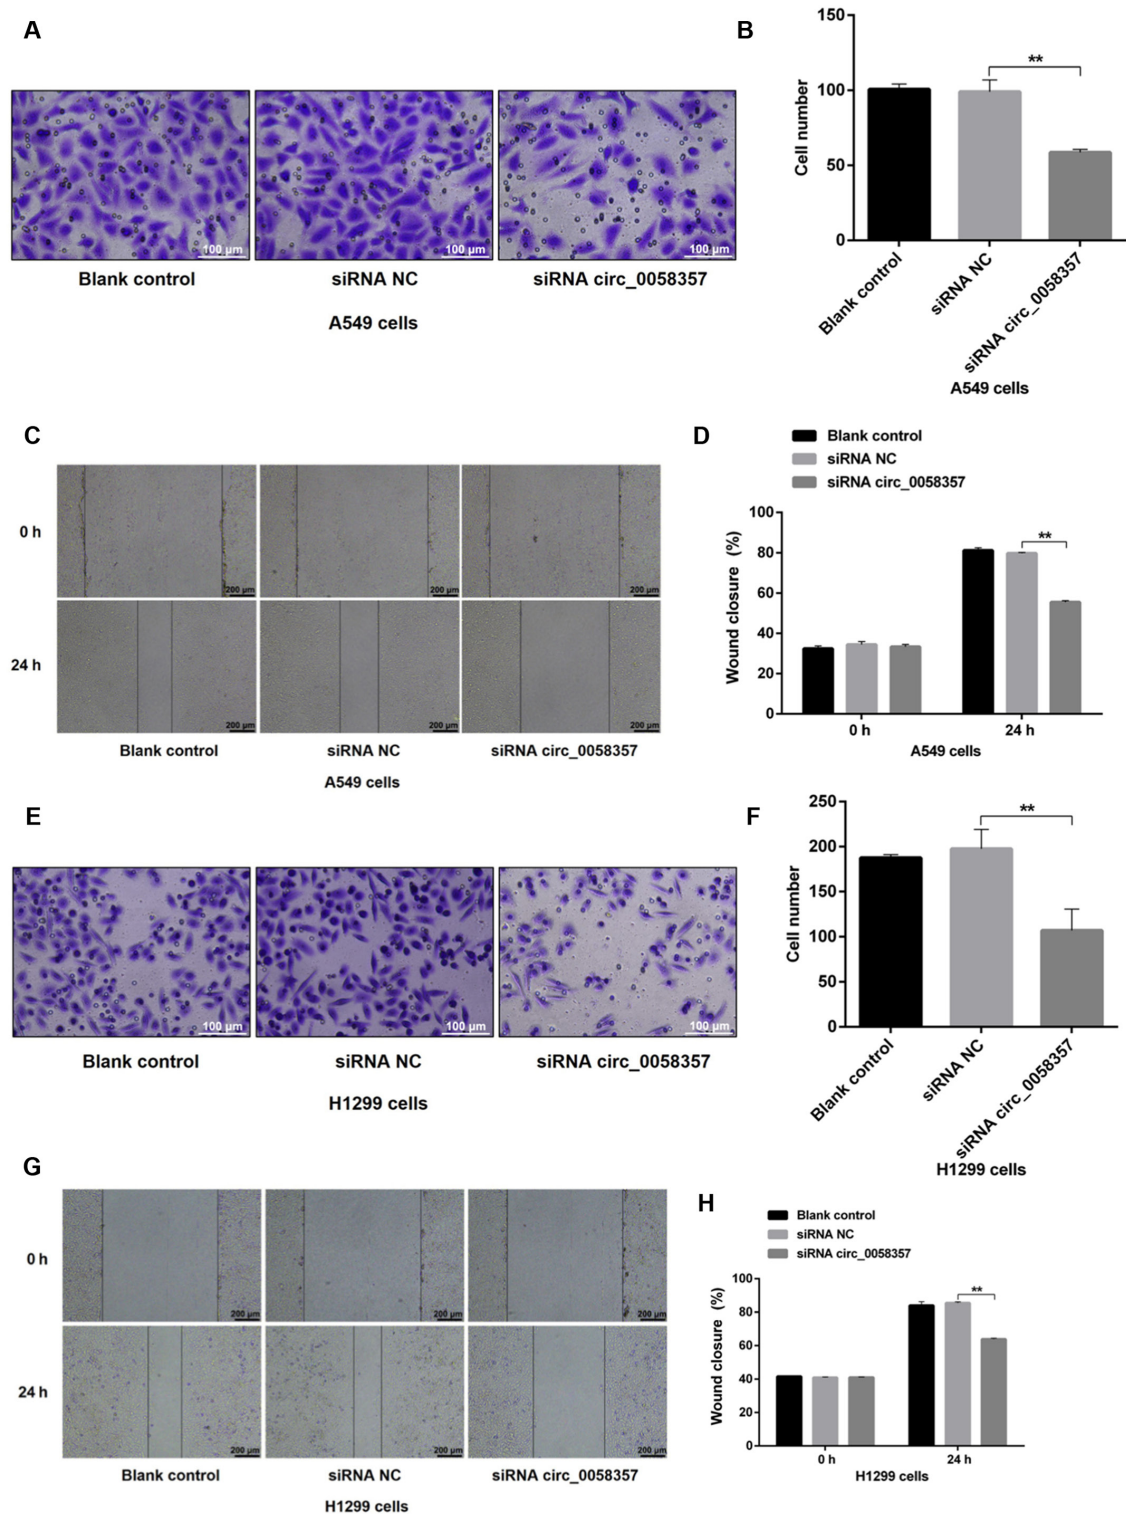 A
100 µm
100 µm
100 µm
Blank control
siRNA NC
siRNA circ_0058357
A549 cells
B
150
100
50
0
Cell number
**
Blank control
siRNA NC
siRNA circ_0058357
A549 cells
C
0 h
200 µm
200 µm
200 µm
24 h
200 µm
200 µm
200 µm
Blank control
siRNA NC
siRNA circ_0058357
A549 cells
D
Blank control
siRNA NC
siRNA circ_0058357
100
80
60
40
20
0
Wound closure (%)
**
0 h
24 h
A549 cells
E
100 µm
100 µm
100 µm
Blank control
siRNA NC
siRNA circ_0058357
H1299 cells
F
250
200
150
100
50
0
Cell number
**
Blank control
siRNA NC
siRNA circ_0058357
H1299 cells
G
0 h
200 µm
200 µm
200 µm
24 h
200 µm
200 µm
200 µm
Blank control
siRNA NC
siRNA circ_0058357
H1299 cells
H
Blank control
siRNA NC
siRNA circ_0058357
100
80
60
40
20
0
Wound closure (%)
**
0 h
24 h
H1299 cells